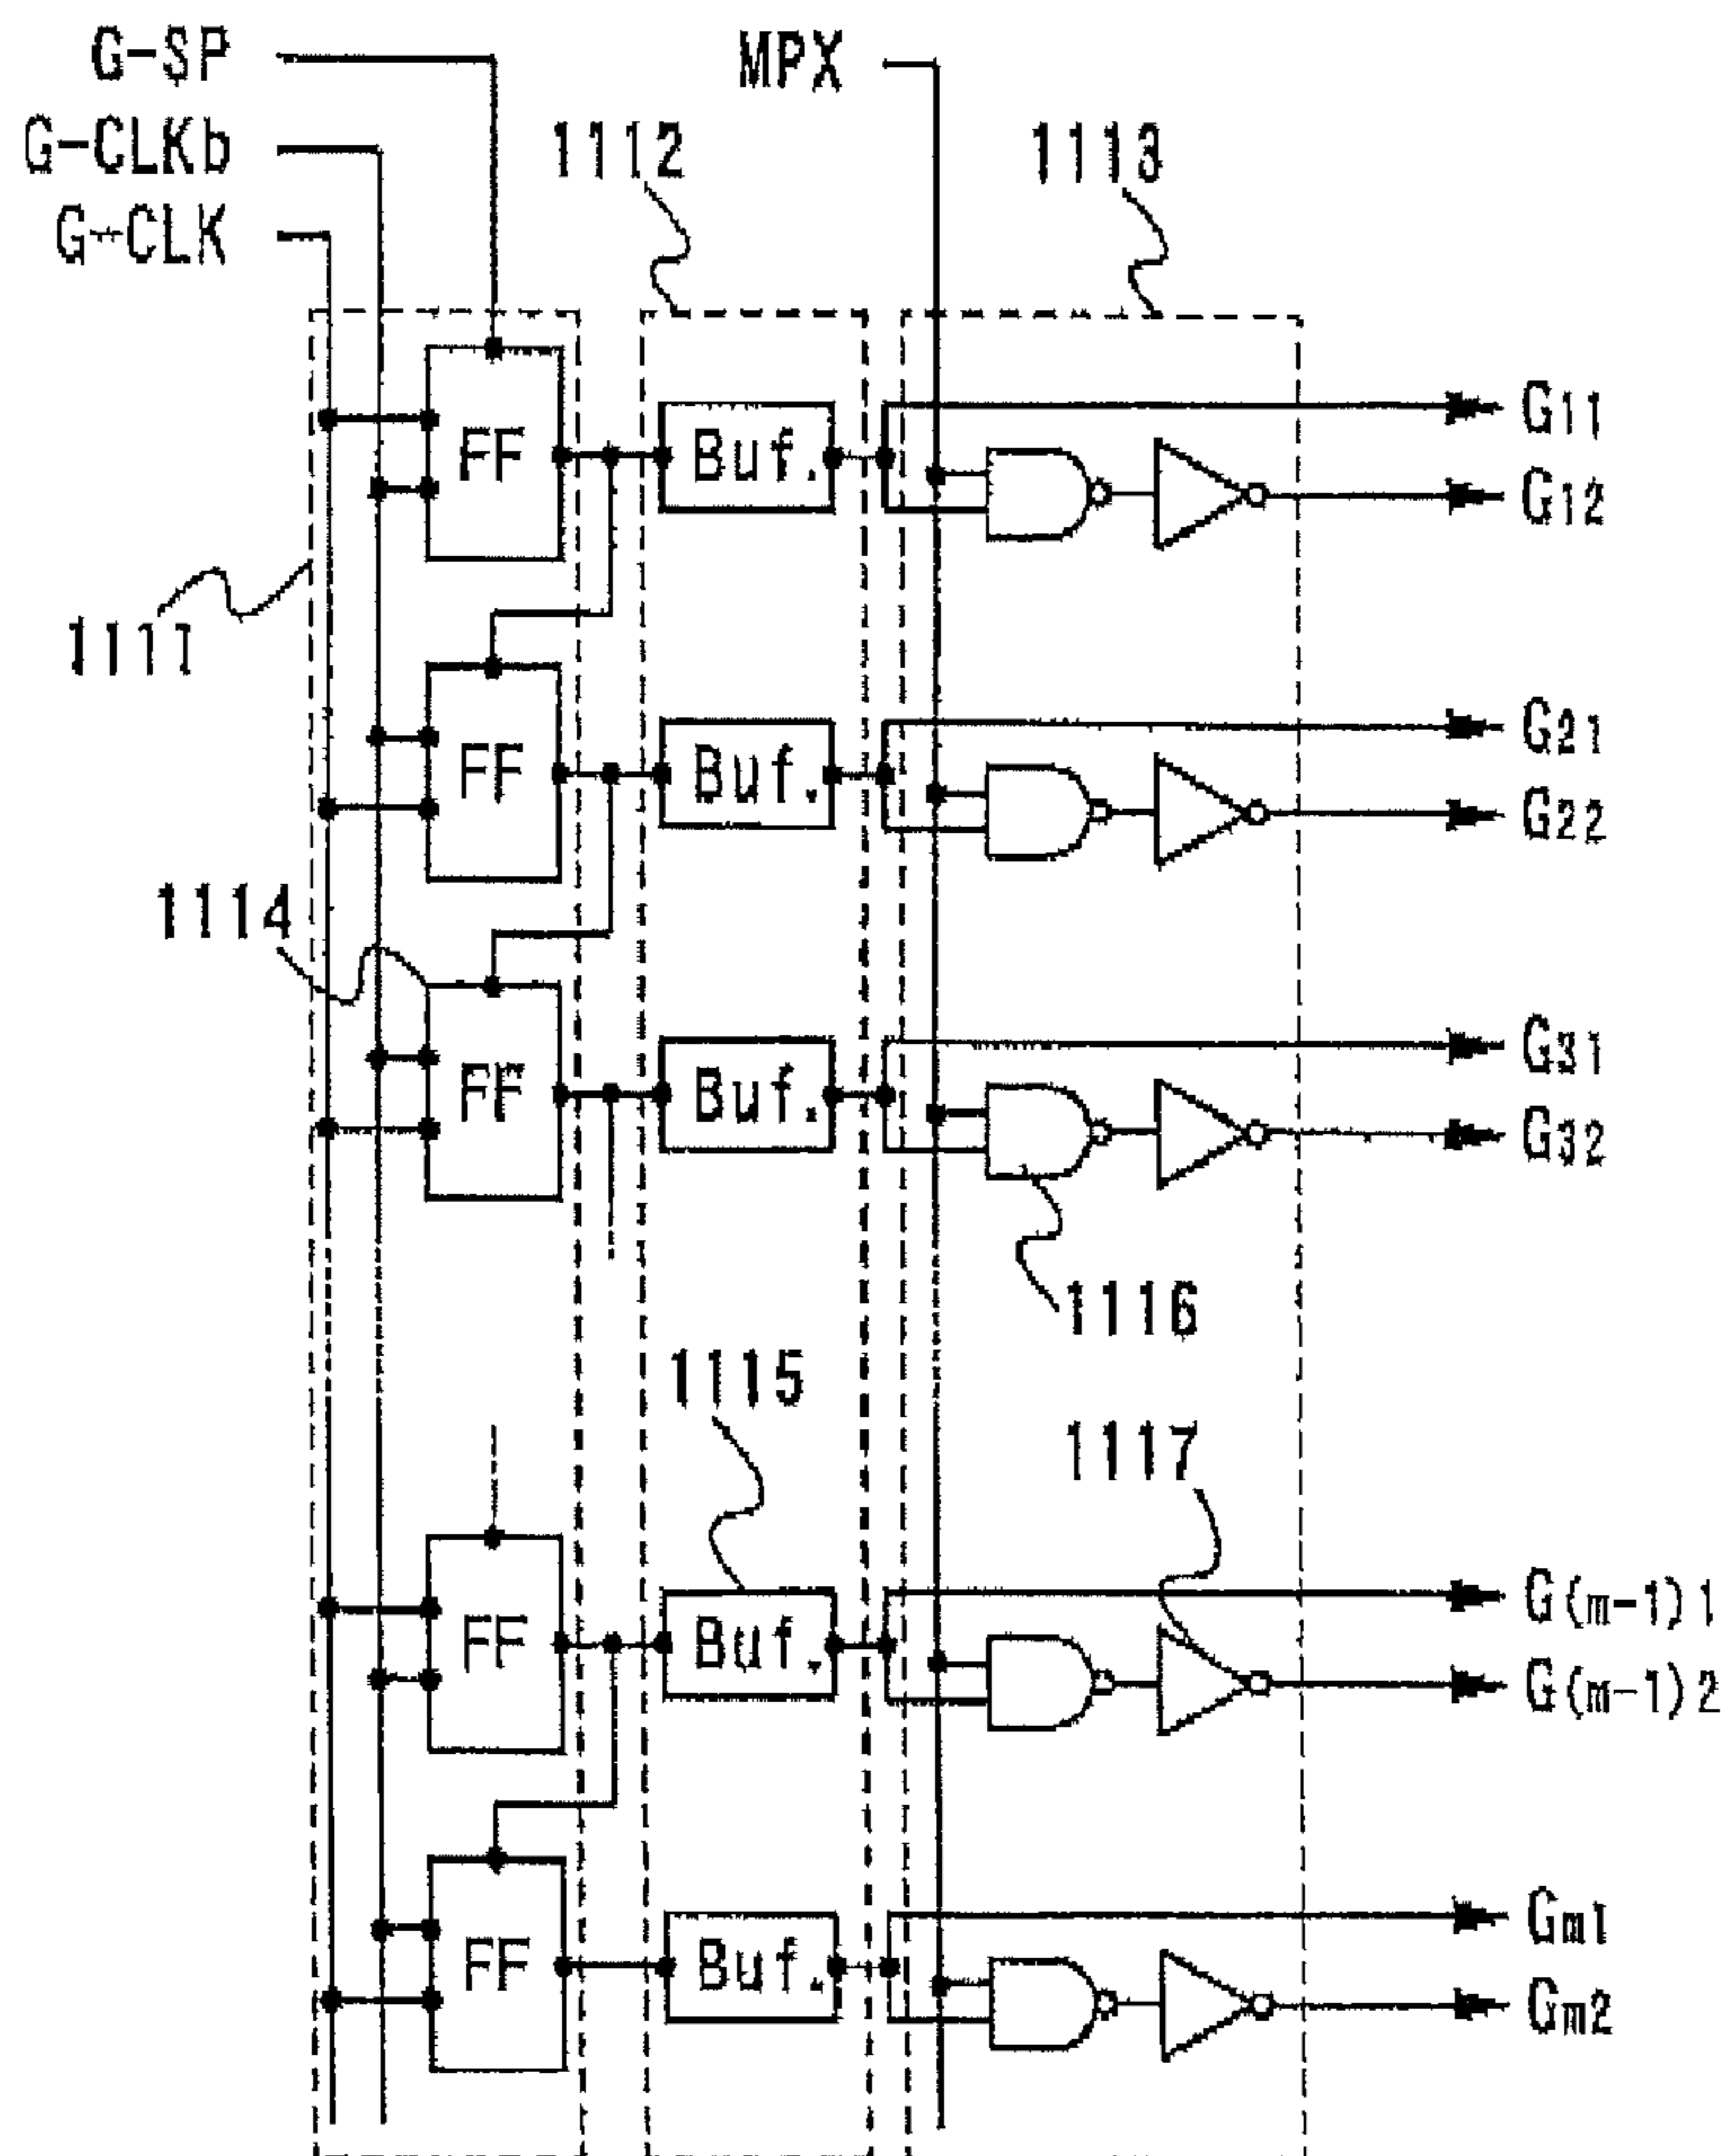 G-SP
MPX
G-CLKb
1112
1113
G-CLK
G11
FF
Buf.
G12
1111
G21
FF
Buf.
G22
1114
G31
FF
Buf.
G32
1116
1115
1117
G(m-1)1
FF
Buf.
G(m-1)2
Gm1
FF
Buf.
Gm2